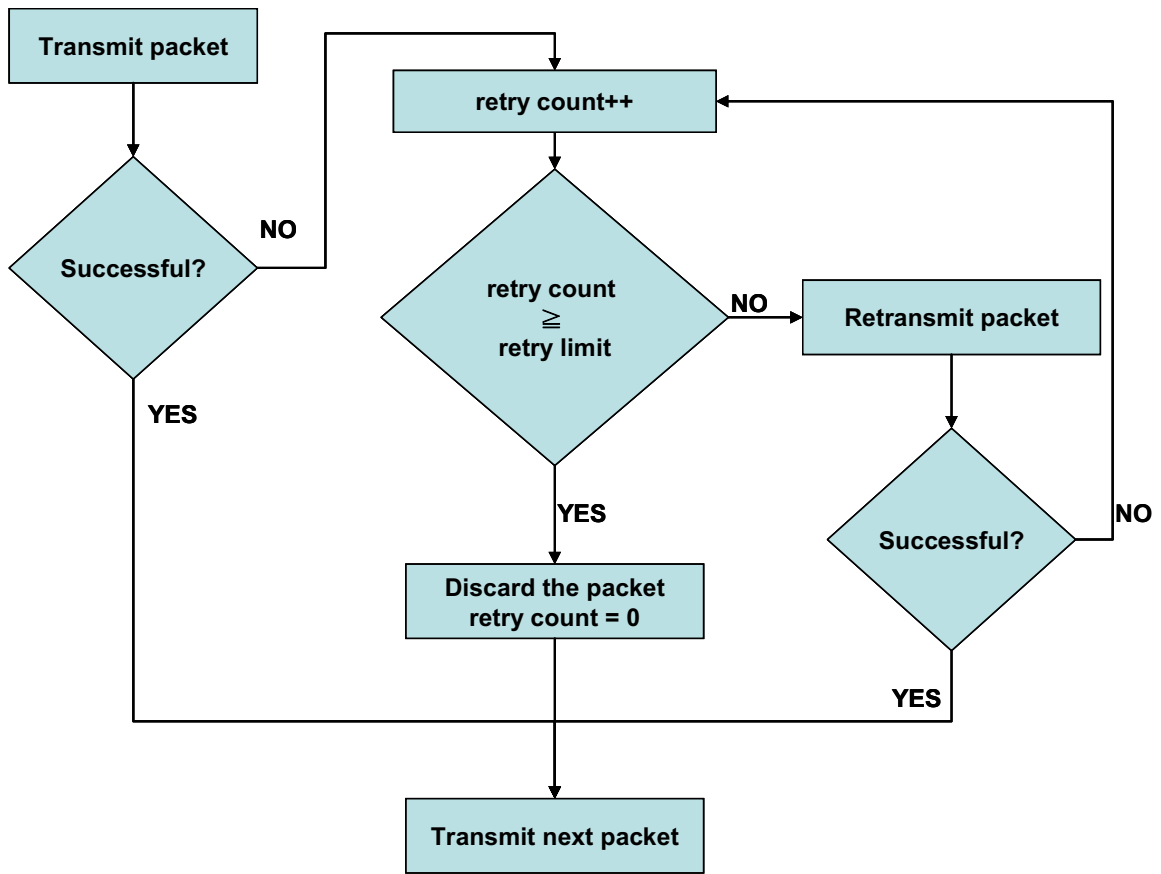 Transmit packet
retry count++
NO
Successful?
retry count
≧
retry limit
NO
Retransmit packet
YES
YES
NO
Successful?
Discard the packet
retry count = 0
YES
Transmit next packet